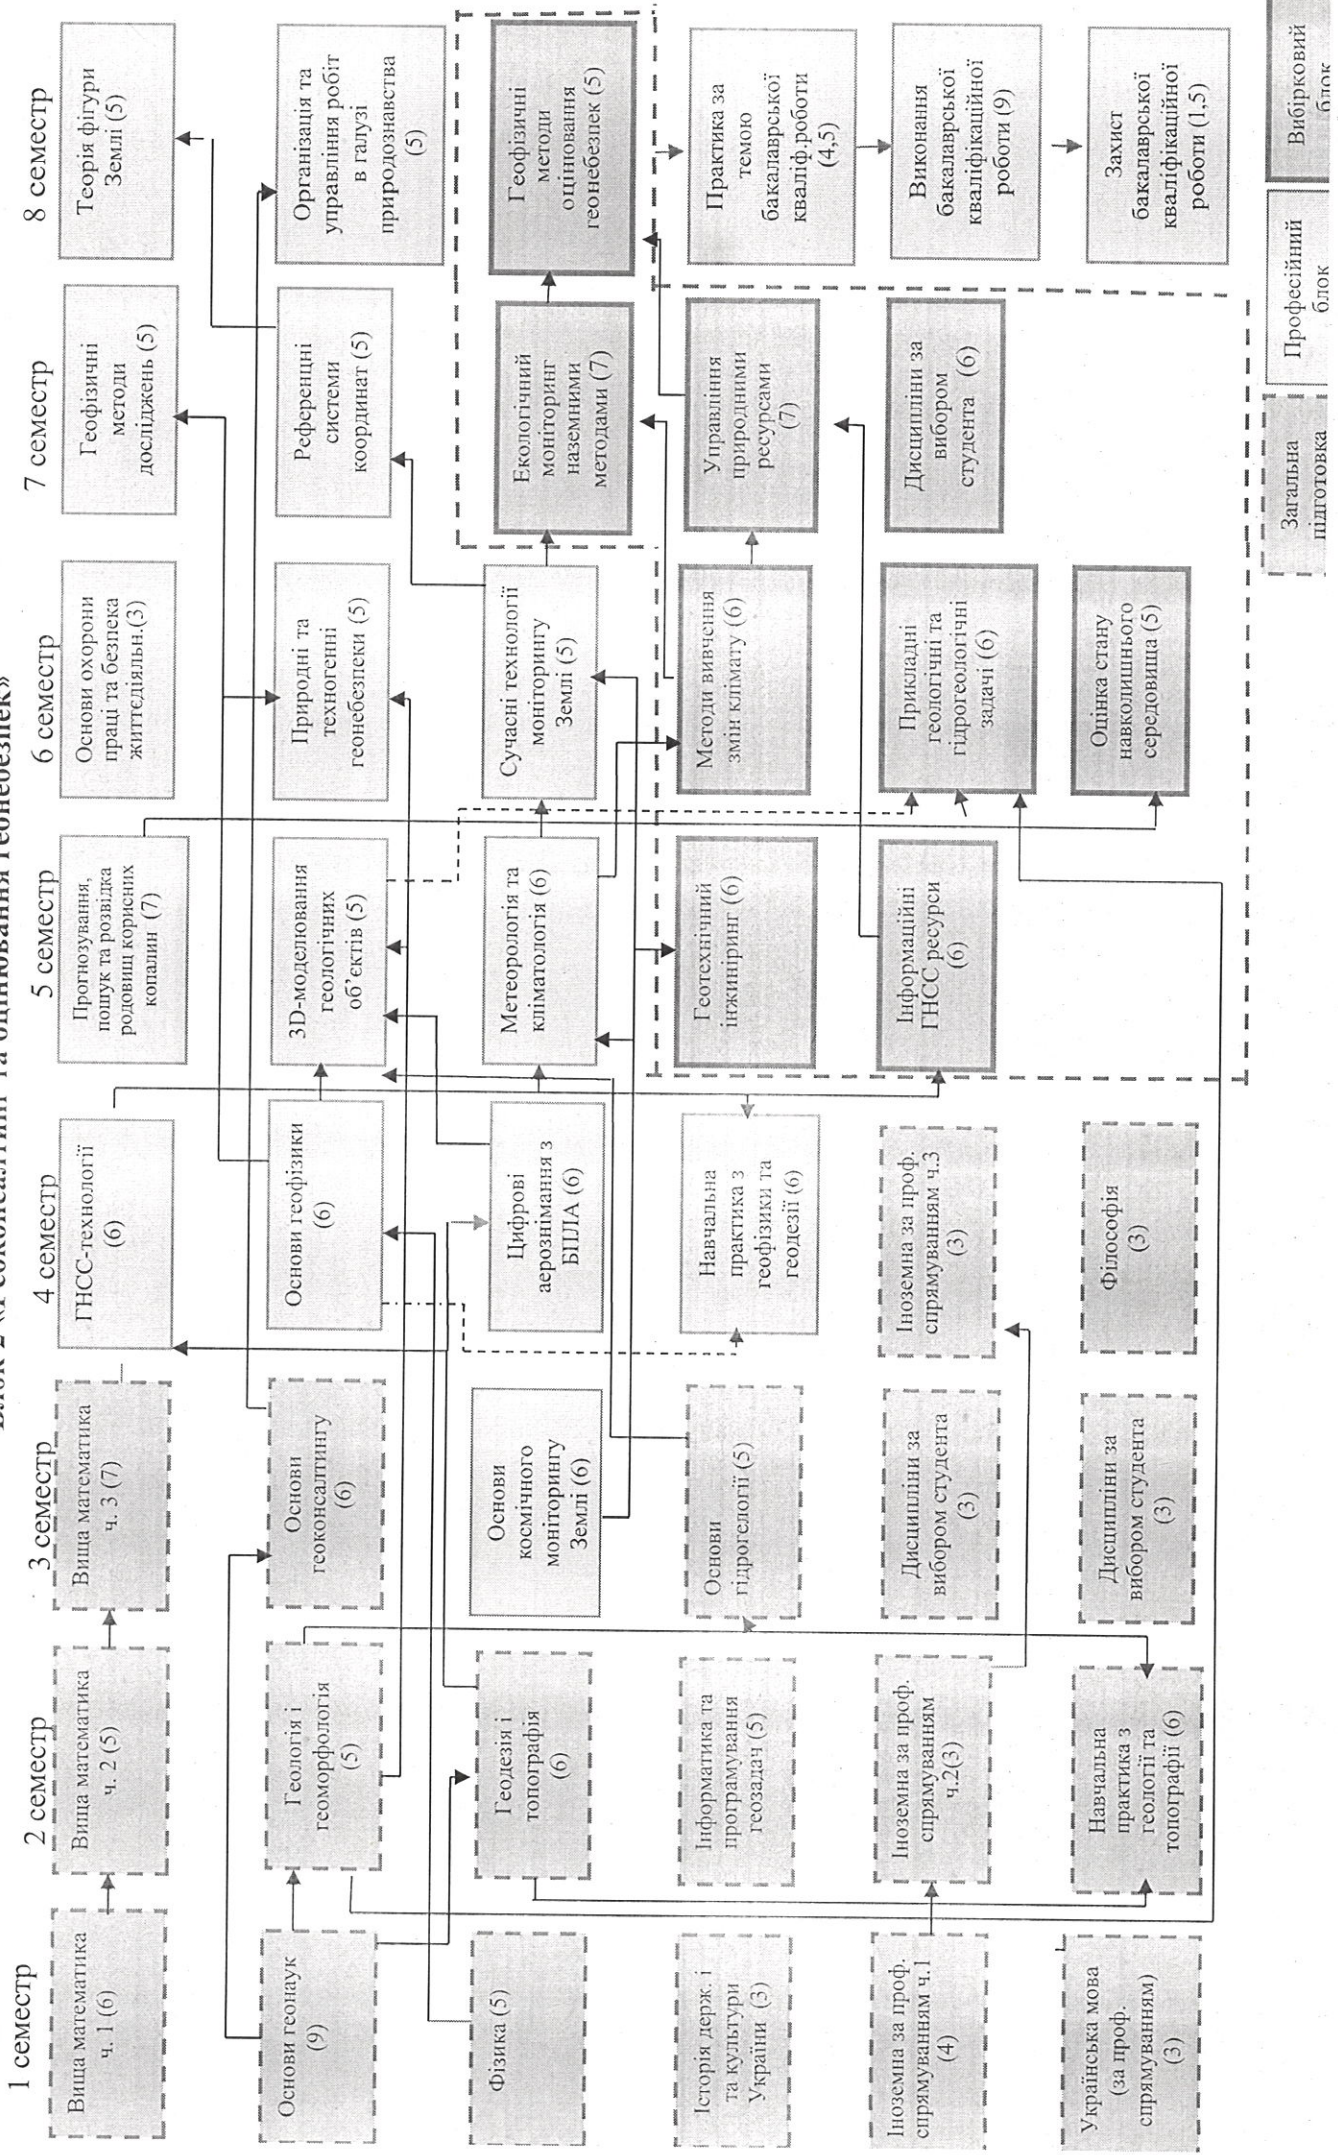 Блок 2 «Геоконсалтинг та оцінювання геонебезпек»
1 семестр
Вища математика
ч. 1 (6)
Основи геонаук
(9)
Фізика (5)
Історія держ. і
та культури
України (3)
Іноземна за проф.
спрямуванням ч.1
(4)
Українська мова
(за проф.
спрямуванням)
(3)
2 семестр
Вища математика
ч. 2 (5)
Геологія і
геоморфологія
(5)
Геодезія і
топографія
(6)
Інформатика та
програмування
геозадач (5)
Іноземна за проф.
спрямуванням
ч.2(3)
Навчальна
практика з
геології та
топографії (6)
3 семестр
Вища математика
ч. 3 (7)
Основи
геоконсалтингу
(6)
Основи
космічного
моніторингу
Землі (6)
Основи
гідрогелогії (5)
Дисципліни за
вибором студента
(3)
Дисципліни за
вибором студента
(3)
4 семестр
ГНСС-технології
(6)
Основи геофізики
(6)
Цифрові
аерознімання з
БПЛА (6)
Навчальна
практика з
геофізики та
геодезії (6)
Іноземна за проф.
спрямуванням ч.3
(3)
Філософія
(3)
5 семестр
Прогнозування,
пошук та розвідка
родовищ корисних
копалин (7)
3D-моделювання
геологічних
об’єктів (5)
Метеорологія та
кліматологія (6)
Геотехнічний
інжиніринг (6)
Інформаційні
ГНСС ресурси
(6)
6 семестр
Основи охорони
праці та безпека
життєдіяльн.(3)
Природні та
техногенні
геонебезпеки (5)
Сучасні технології
моніторингу
Землі (5)
Методи вивчення
змін клімату (6)
Прикладні
геологічні та
гідрогеологічні
задачі (6)
Оцінка стану
навколишнього
середовища (5)
7 семестр
Геофізичні
методи
досліджень (5)
Референцні
системи
координат (5)
Екологічний
моніторинг
наземними
методами (7)
Управління
природними
ресурсами
(7)
Дисципліни за
вибором
студента (6)
8 семестр
Теорія фігури
Землі (5)
Організація та
управління робіт
в галузі
природознавства
(5)
Геофізичні
методи
оцінювання
геонебезпек (5)
Практика за
темою
бакалаврської
кваліф.роботи
(4,5)
Виконання
бакалаврської
кваліфікаційної
роботи (9)
Захист
бакалаврської
кваліфікаційної
роботи (1,5)
Загальна
підготовка
Професійний
блок
Вибірковий
блок